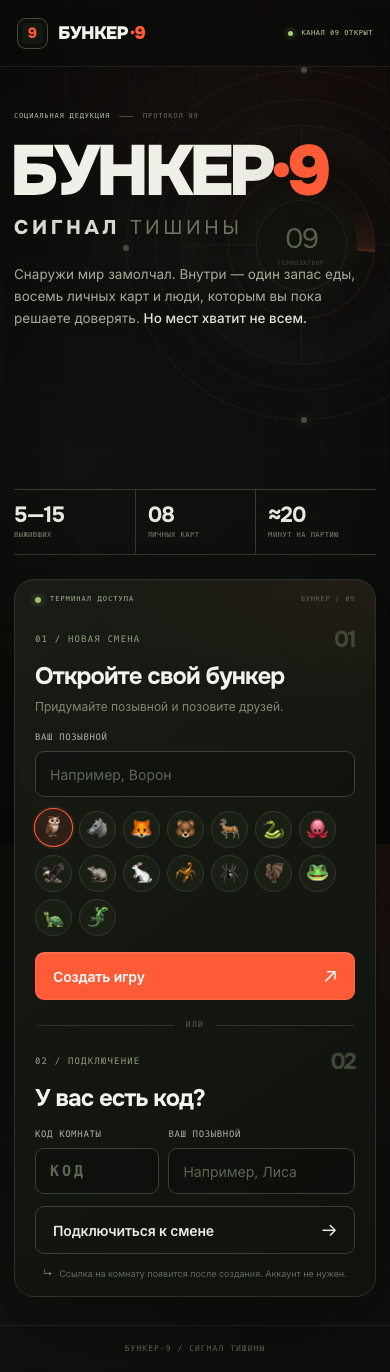 9 БУНКЕР·9 КАНАЛ 09 ОТКРЫТ
СОЦИАЛЬНАЯ ДЕДУКЦИЯ — ПРОТОКОЛ 09
БУНКЕР·9
СИГНАЛ ТИШИНЫ
09
ГЕРМОЗАТВОР
Снаружи мир замолчал. Внутри — один запас еды,
восемь личных карт и люди, которым вы пока
решаете доверять. Но мест хватит не всем.
5—15 08 ≈20
ВЫЖИВШИХ ЛИЧНЫХ КАРТ МИНУТ НА ПАРТИЮ
ТЕРМИНАЛ ДОСТУПА БУНКЕР / 09
01 / НОВАЯ СМЕНА 01
Откройте свой бункер
Придумайте позывной и позовите друзей.
ВАШ ПОЗЫВНОЙ
Например, Ворон
Создать игру ↗
ИЛИ
02 / ПОДКЛЮЧЕНИЕ 02
У вас есть код?
КОД КОМНАТЫ ВАШ ПОЗЫВНОЙ
КОД Например, Лиса
Подключиться к смене →
↪ Ссылка на комнату появится после создания. Аккаунт не нужен.
БУНКЕР·9 / СИГНАЛ ТИШИНЫ